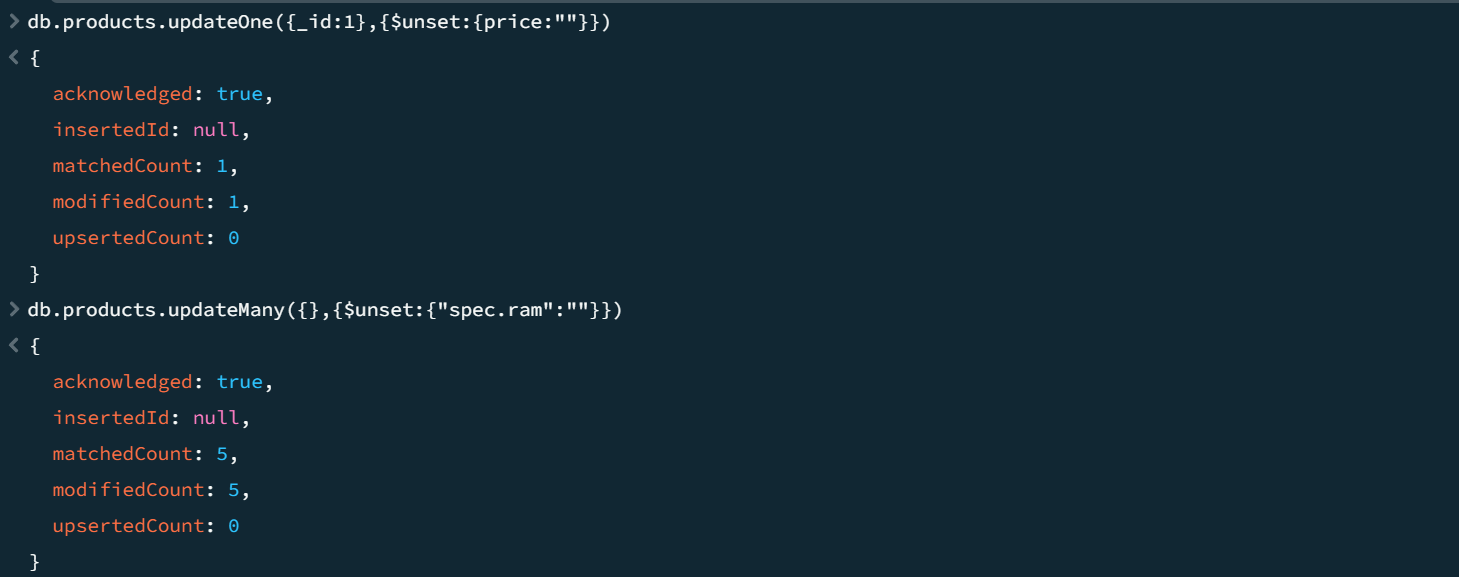 > db.products.updateOne({_id:1},{$unset:{price:""}})
< {
acknowledged: true,
insertedId: null,
matchedCount: 1,
modifiedCount: 1,
upsertedCount: 0
}
> db.products.updateMany({},{$unset:{"spec.ram":""}})
< {
acknowledged: true,
insertedId: null,
matchedCount: 5,
modifiedCount: 5,
upsertedCount: 0
}